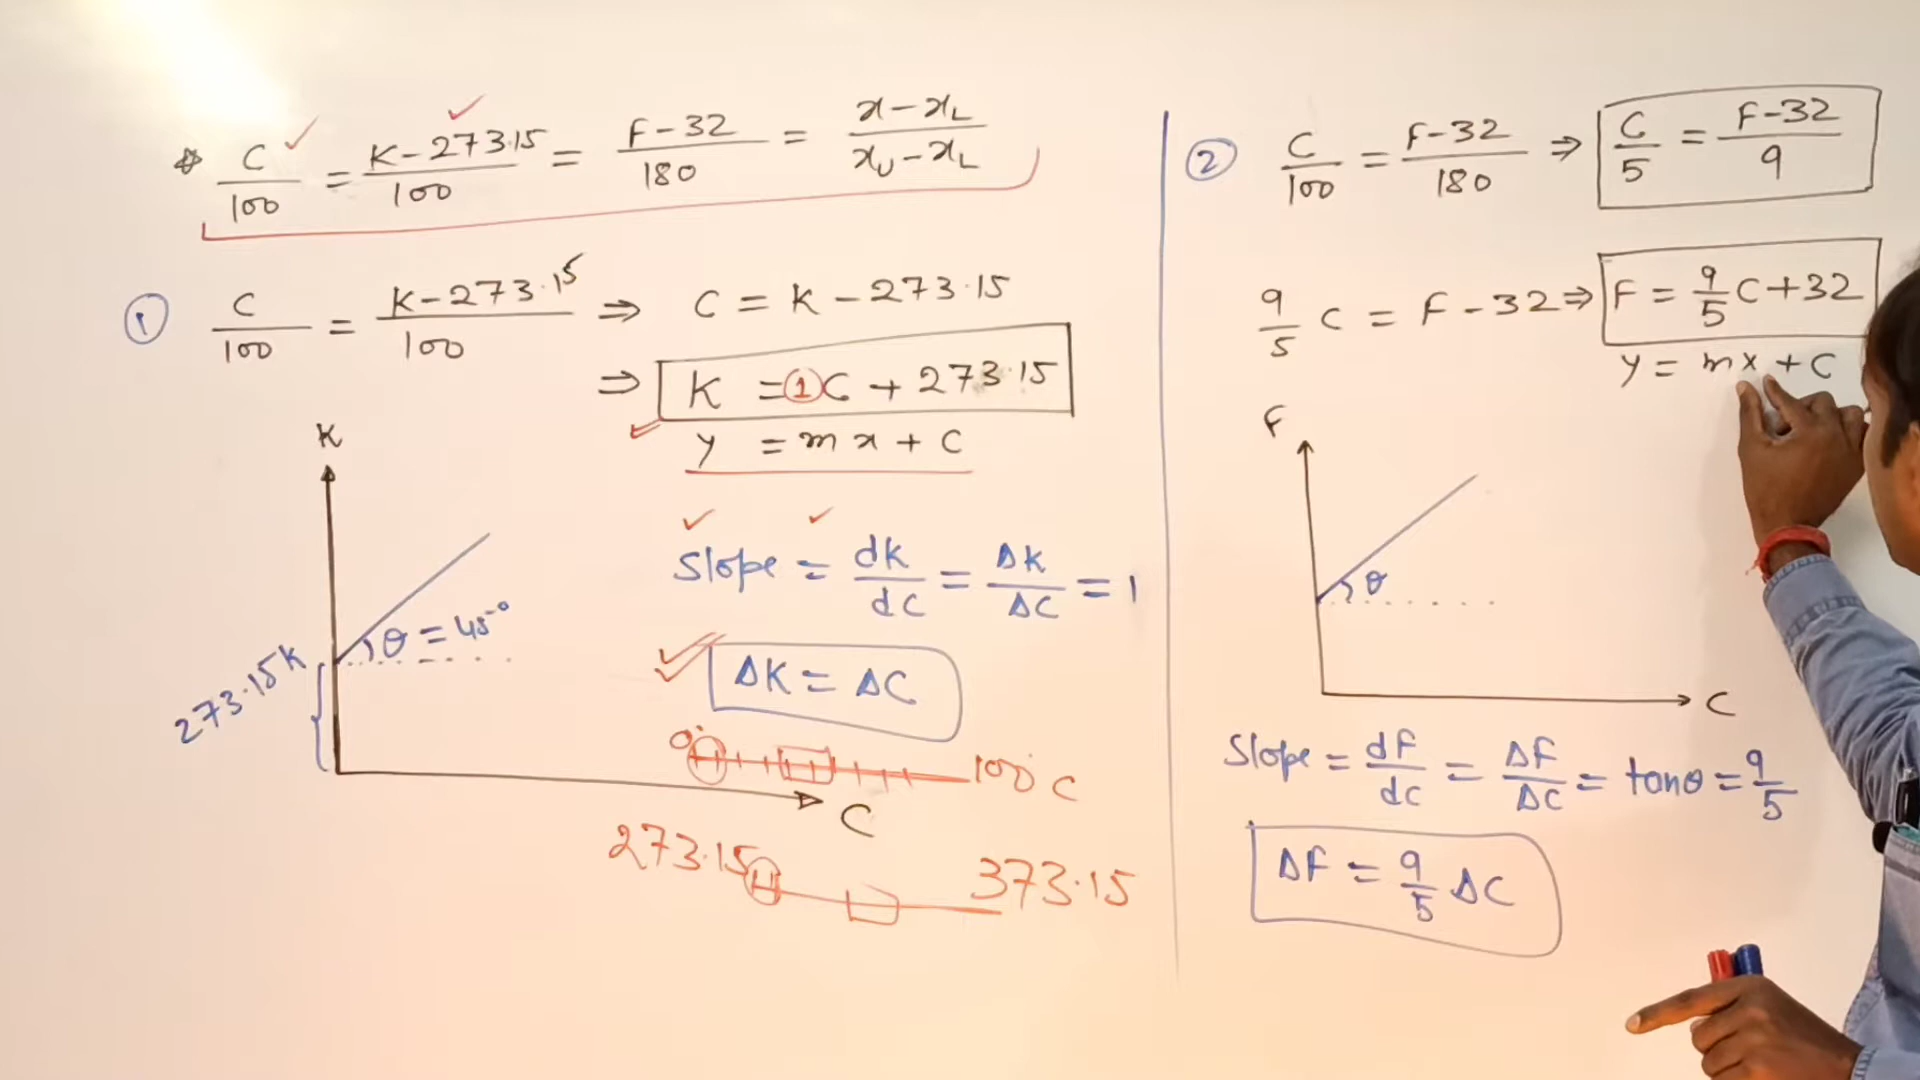 * C/100 = K-273.15/100 = F-32/180 = x-xL/xU-xL
① C/100 = K-273.15/100 ⇒ C = K - 273.15
⇒ K = 1C + 273.15
y = mx + C
K
273.15K
θ = 45°
C
Slope = dK/dC = ΔK/ΔC = 1
ΔK = ΔC
0° 100°C
273.15 373.15
② C/100 = F-32/180 ⇒ C/5 = F-32/9
9/5 C = F - 32 ⇒ F = 9/5 C + 32
y = mx + C
F
θ
C
Slope = dF/dC = ΔF/ΔC = tanθ = 9/5
ΔF = 9/5 ΔC